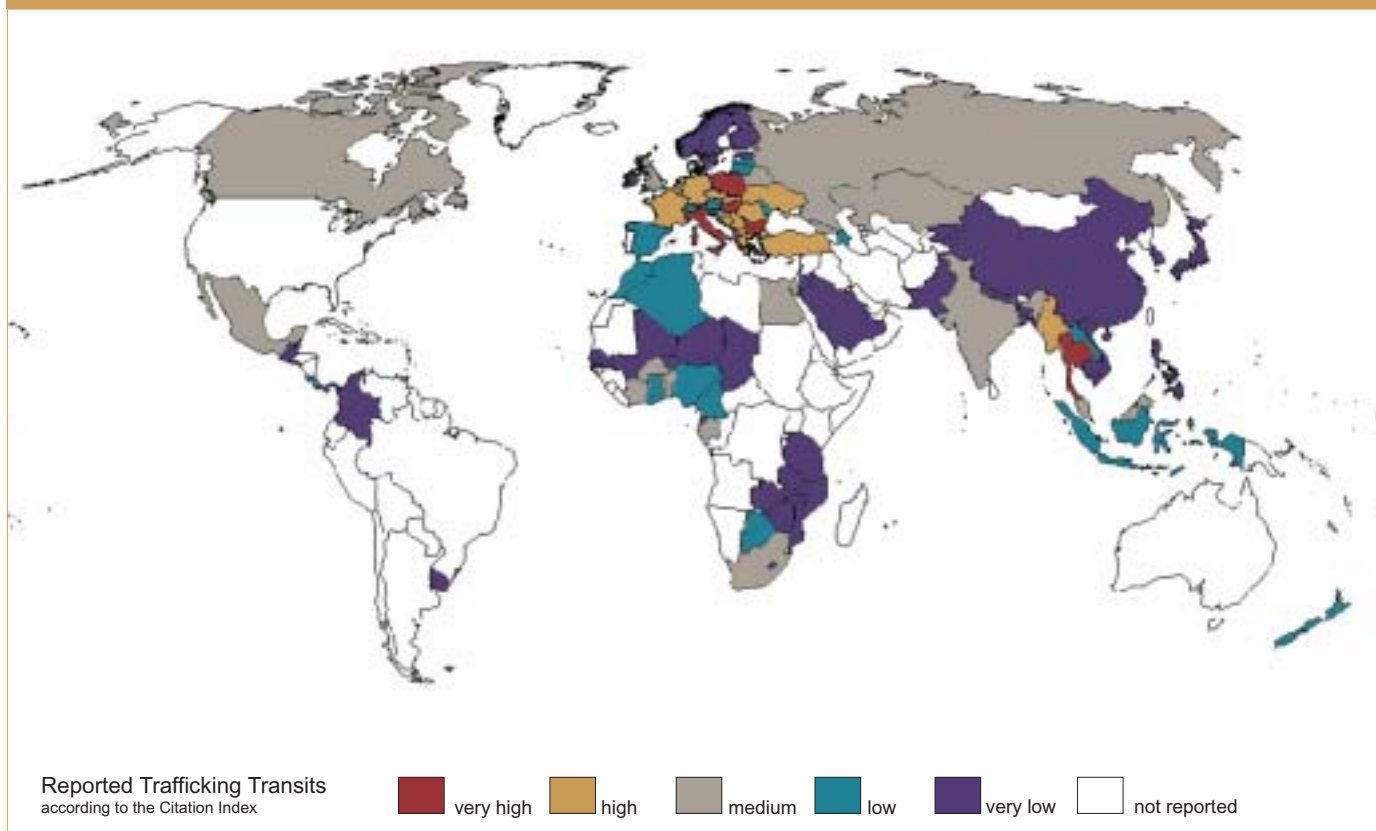 Reported Trafficking Transits
according to the Citation Index
very high
high
medium
low
very low
not reported